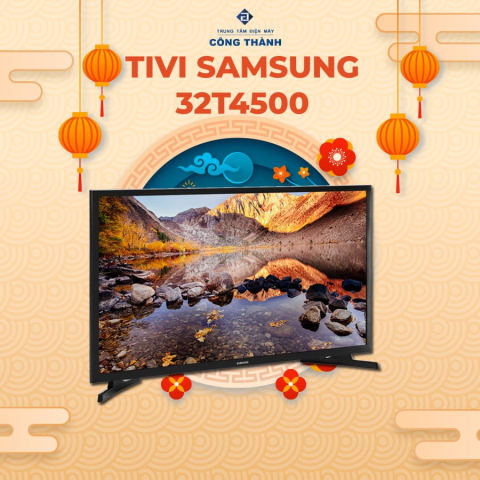 TRUNG TÂM ĐIỆN MÁY
CÔNG THÀNH
TIVI SAMSUNG
32T4500
SAMSUNG